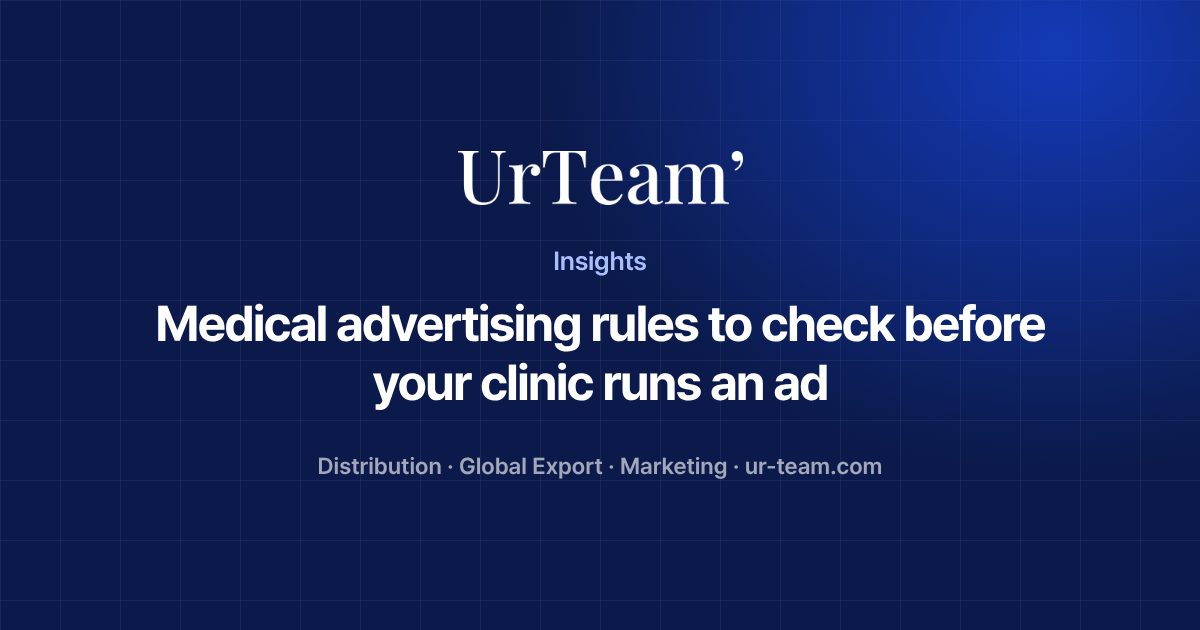 UrTeam’
Insights
Medical advertising rules to check before
your clinic runs an ad
Distribution · Global Export · Marketing · ur-team.com